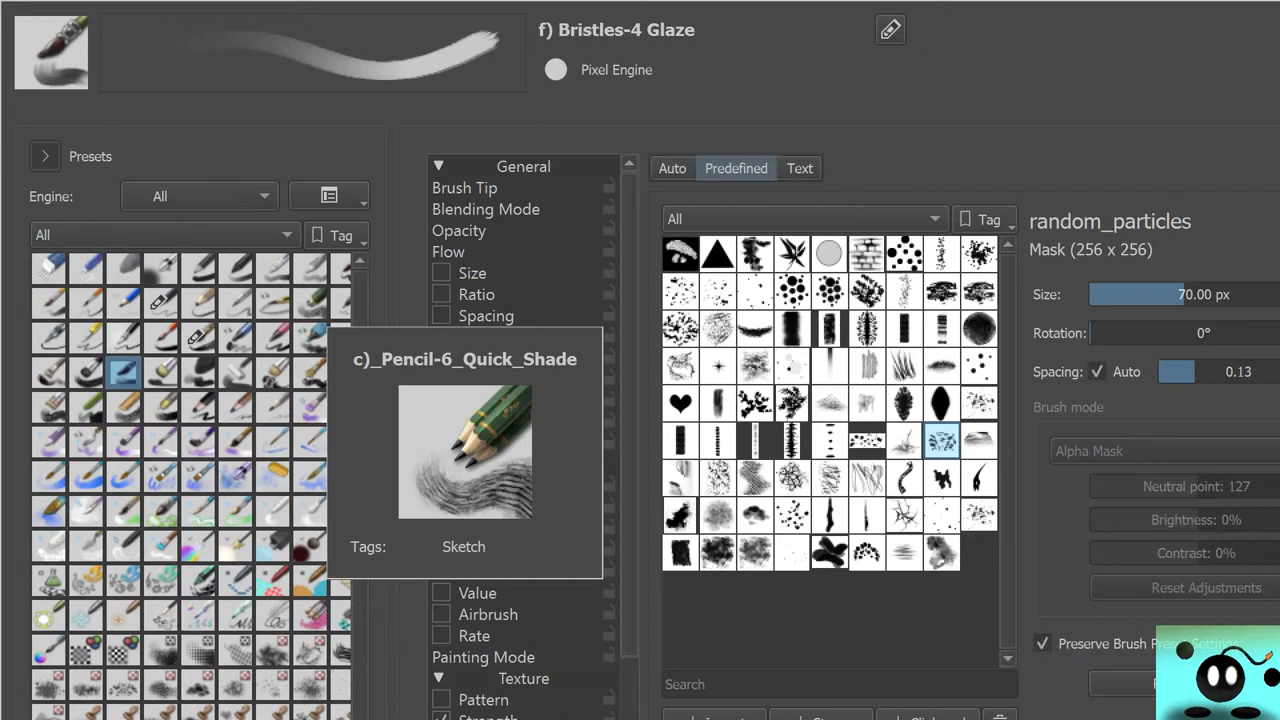 f) Bristles-4 Glaze
Pixel Engine
Presets
Engine:
All
All
Tag
General
Brush Tip
Blending Mode
Opacity
Flow
Size
Ratio
Spacing
c)_Pencil-6_Quick_Shade
Tags:
Sketch
Value
Airbrush
Rate
Painting Mode
Texture
Pattern
Strength
Auto
Predefined
Text
All
Tag
Search
random_particles
Mask (256 x 256)
Size:
70.00 px
Rotation:
0°
Spacing:
Auto
0.13
Brush mode
Alpha Mask
Neutral point: 127
Brightness: 0%
Contrast: 0%
Reset Adjustments
Preserve Brush Preset Settings